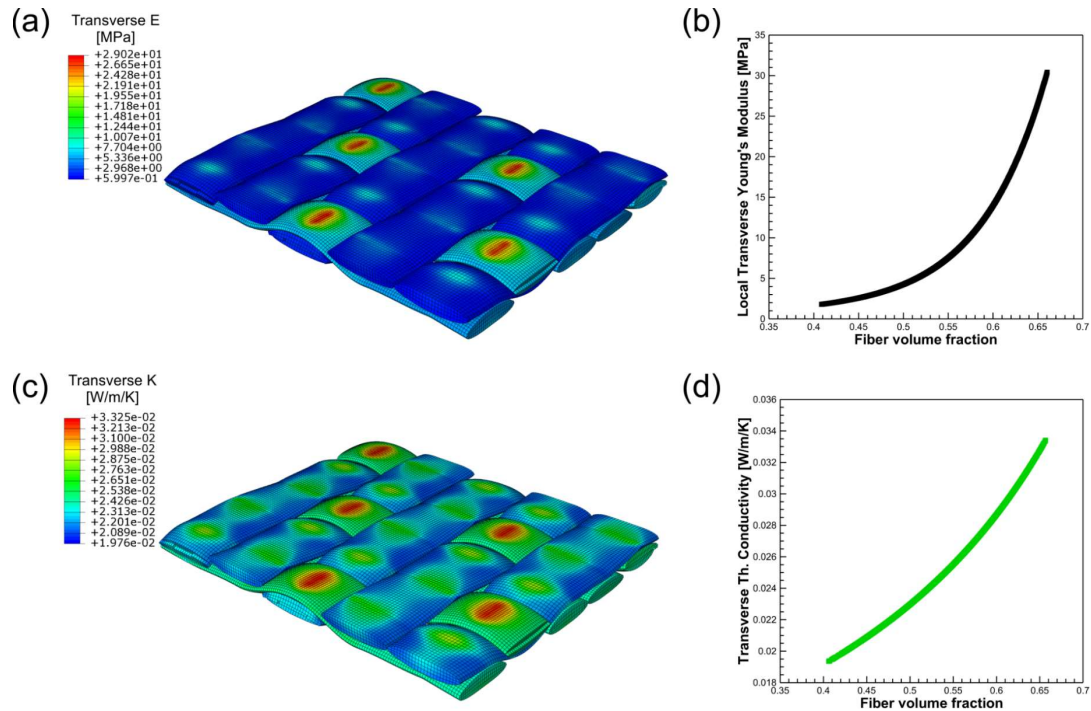 (a)
Transverse E
[MPa]
+2.902e+01
+2.665e+01
+2.428e+01
+2.191e+01
+1.955e+01
+1.718e+01
+1.481e+01
+1.244e+01
+1.007e+01
+7.704e+00
+5.336e+00
+2.968e+00
+5.997e-01
(b)
Local Transverse Young's Modulus [MPa]
35
30
25
20
15
10
5
0
0.35 0.4 0.45 0.5 0.55 0.6 0.65 0.7
Fiber volume fraction
(c)
Transverse K
[W/m/K]
+3.325e-02
+3.213e-02
+3.100e-02
+2.988e-02
+2.875e-02
+2.763e-02
+2.651e-02
+2.538e-02
+2.426e-02
+2.313e-02
+2.201e-02
+2.089e-02
+1.976e-02
(d)
Transverse Th. Conductivity [W/m/K]
0.036
0.034
0.032
0.03
0.028
0.026
0.024
0.022
0.02
0.018
0.35 0.4 0.45 0.5 0.55 0.6 0.65 0.7
Fiber volume fraction